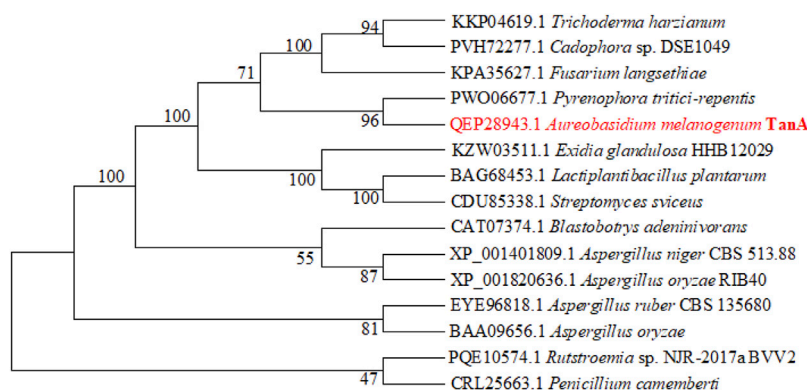 94
KKP04619.1 Trichoderma harzianum
PVH72277.1 Cadophora sp. DSE1049
100
KPA35627.1 Fusarium langsethiae
71
PWO06677.1 Pyrenophora tritici-repentis
96
QEP28943.1 Aureobasidium melanogenum TanA
100
KZW03511.1 Exidia glandulosa HHB12029
100
BAG68453.1 Lactiplantibacillus plantarum
100
CDU85338.1 Streptomyces sviceus
100
CAT07374.1 Blastobotrys adeninivorans
55
XP_001401809.1 Aspergillus niger CBS 513.88
87
XP_001820636.1 Aspergillus oryzae RIB40
EYE96818.1 Aspergillus ruber CBS 135680
81
BAA09656.1 Aspergillus oryzae
PQE10574.1 Rutstroemia sp. NJR-2017a BVV2
47
CRL25663.1 Penicillium camemberti